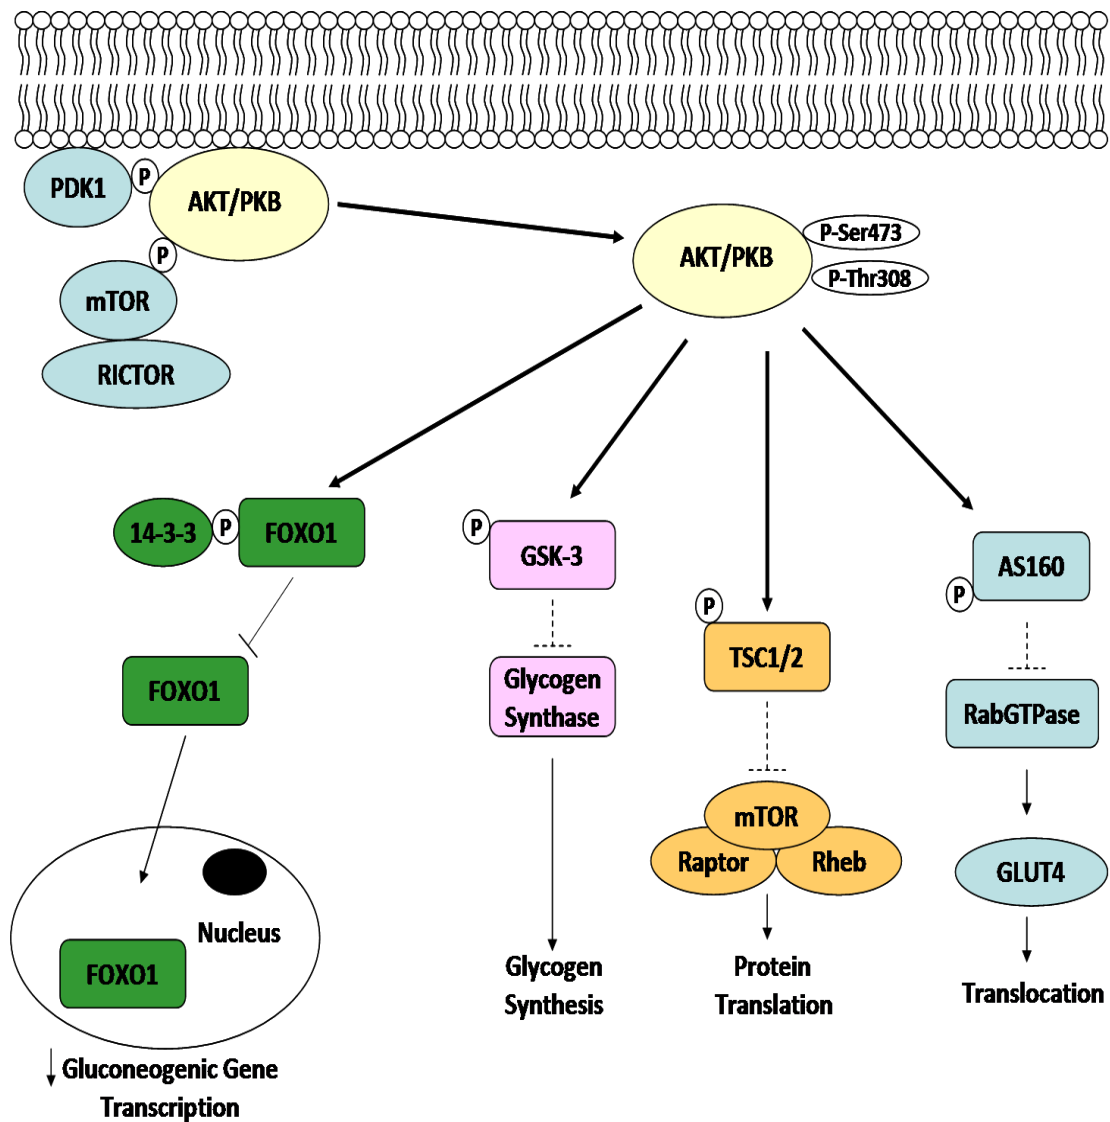 PDK1
P
AKT/PKB
P
mTOR
RICTOR
AKT/PKB
P-Ser473
P-Thr308
14-3-3
P
FOXO1
FOXO1
Nucleus
FOXO1
Gluconeogenic Gene
Transcription
P
GSK-3
Glycogen
Synthase
Glycogen
Synthesis
P
TSC1/2
mTOR
Raptor
Rheb
Protein
Translation
AS160
P
RabGTPase
GLUT4
Translocation